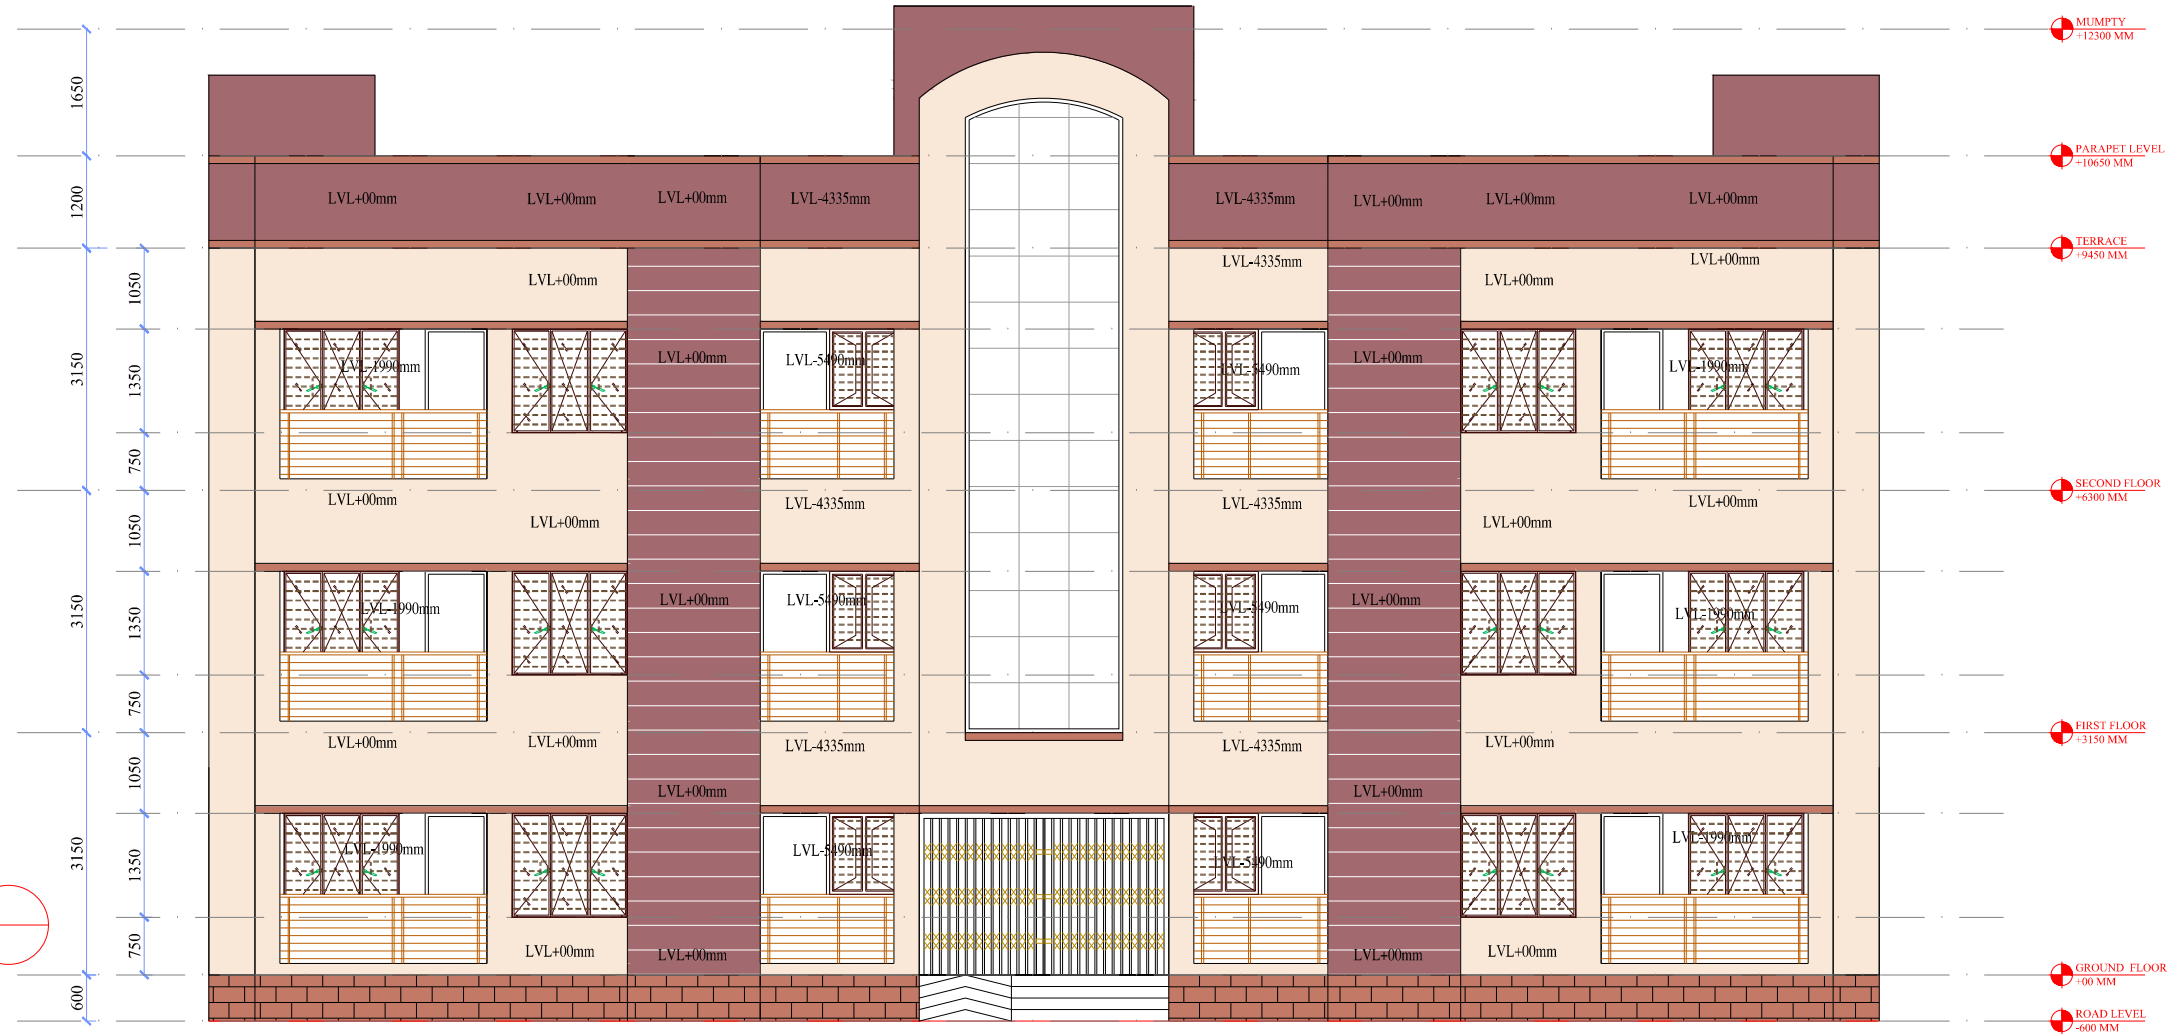 MUMPTY
+12300 MM
1650
PARAPET LEVEL
+10650 MM
1200
LVL+00mm LVL+00mm LVL+00mm LVL-4335mm LVL-4335mm LVL+00mm LVL+00mm LVL+00mm
TERRACE
+9450 MM
1050
LVL+00mm LVL-4335mm LVL+00mm LVL+00mm
3150
1350
LVL-1990mm LVL+00mm LVL-5490mm LVL-5490mm LVL+00mm LVL-1990mm
750
SECOND FLOOR
+6300 MM
LVL+00mm LVL-4335mm LVL-4335mm LVL+00mm
1050
LVL+00mm LVL+00mm
3150
1350
LVL-1990mm LVL+00mm LVL-5490mm LVL-5490mm LVL+00mm LVL-1990mm
750
FIRST FLOOR
+3150 MM
LVL+00mm LVL+00mm LVL-4335mm LVL-4335mm LVL+00mm
1050
LVL+00mm LVL+00mm
3150
1350
LVL-1990mm LVL-5490mm LVL-5490mm LVL-1990mm
750
LVL+00mm LVL+00mm LVL+00mm LVL+00mm
GROUND FLOOR
+00 MM
600
ROAD LEVEL
-600 MM